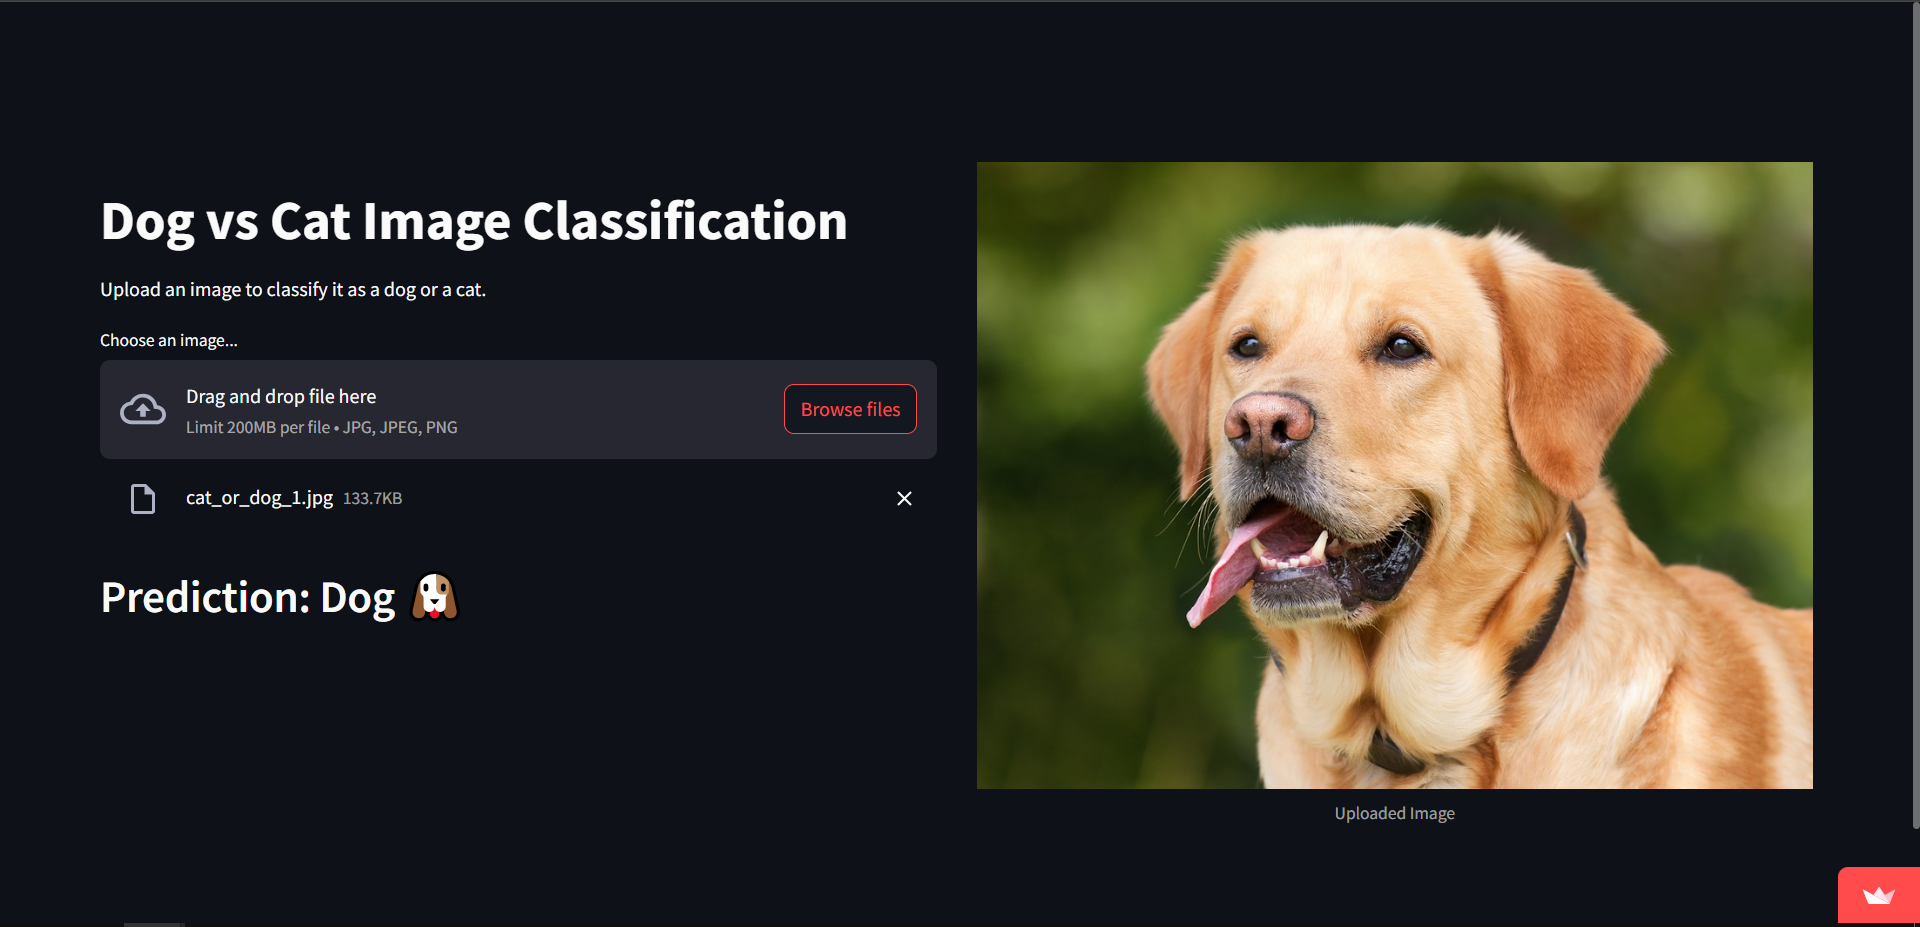 Dog vs Cat Image Classification
Upload an image to classify it as a dog or a cat.
Choose an image...
Drag and drop file here
Limit 200MB per file • JPG, JPEG, PNG
Browse files
cat_or_dog_1.jpg 133.7KB
Prediction: Dog
Uploaded Image